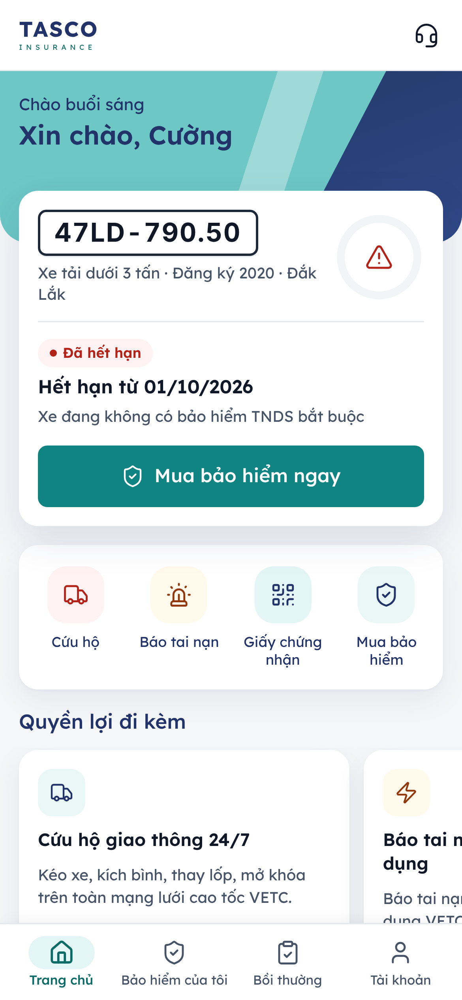 TASCO
INSURANCE
Chào buổi sáng
Xin chào, Cường
47LD-790.50
Xe tải dưới 3 tấn · Đăng ký 2020 · Đắk
Lắk
Đã hết hạn
Hết hạn từ 01/10/2026
Xe đang không có bảo hiểm TNDS bắt buộc
Mua bảo hiểm ngay
Cứu hộ
Báo tai nạn
Giấy chứng
nhận
Mua bảo
hiểm
Quyền lợi đi kèm
Cứu hộ giao thông 24/7
Kéo xe, kích bình, thay lốp, mở khóa
trên toàn mạng lưới cao tốc VETC.
Báo tai
dụng
Báo tai
dụng VETC
Trang chủ
Bảo hiểm của tôi
Bồi thường
Tài khoản